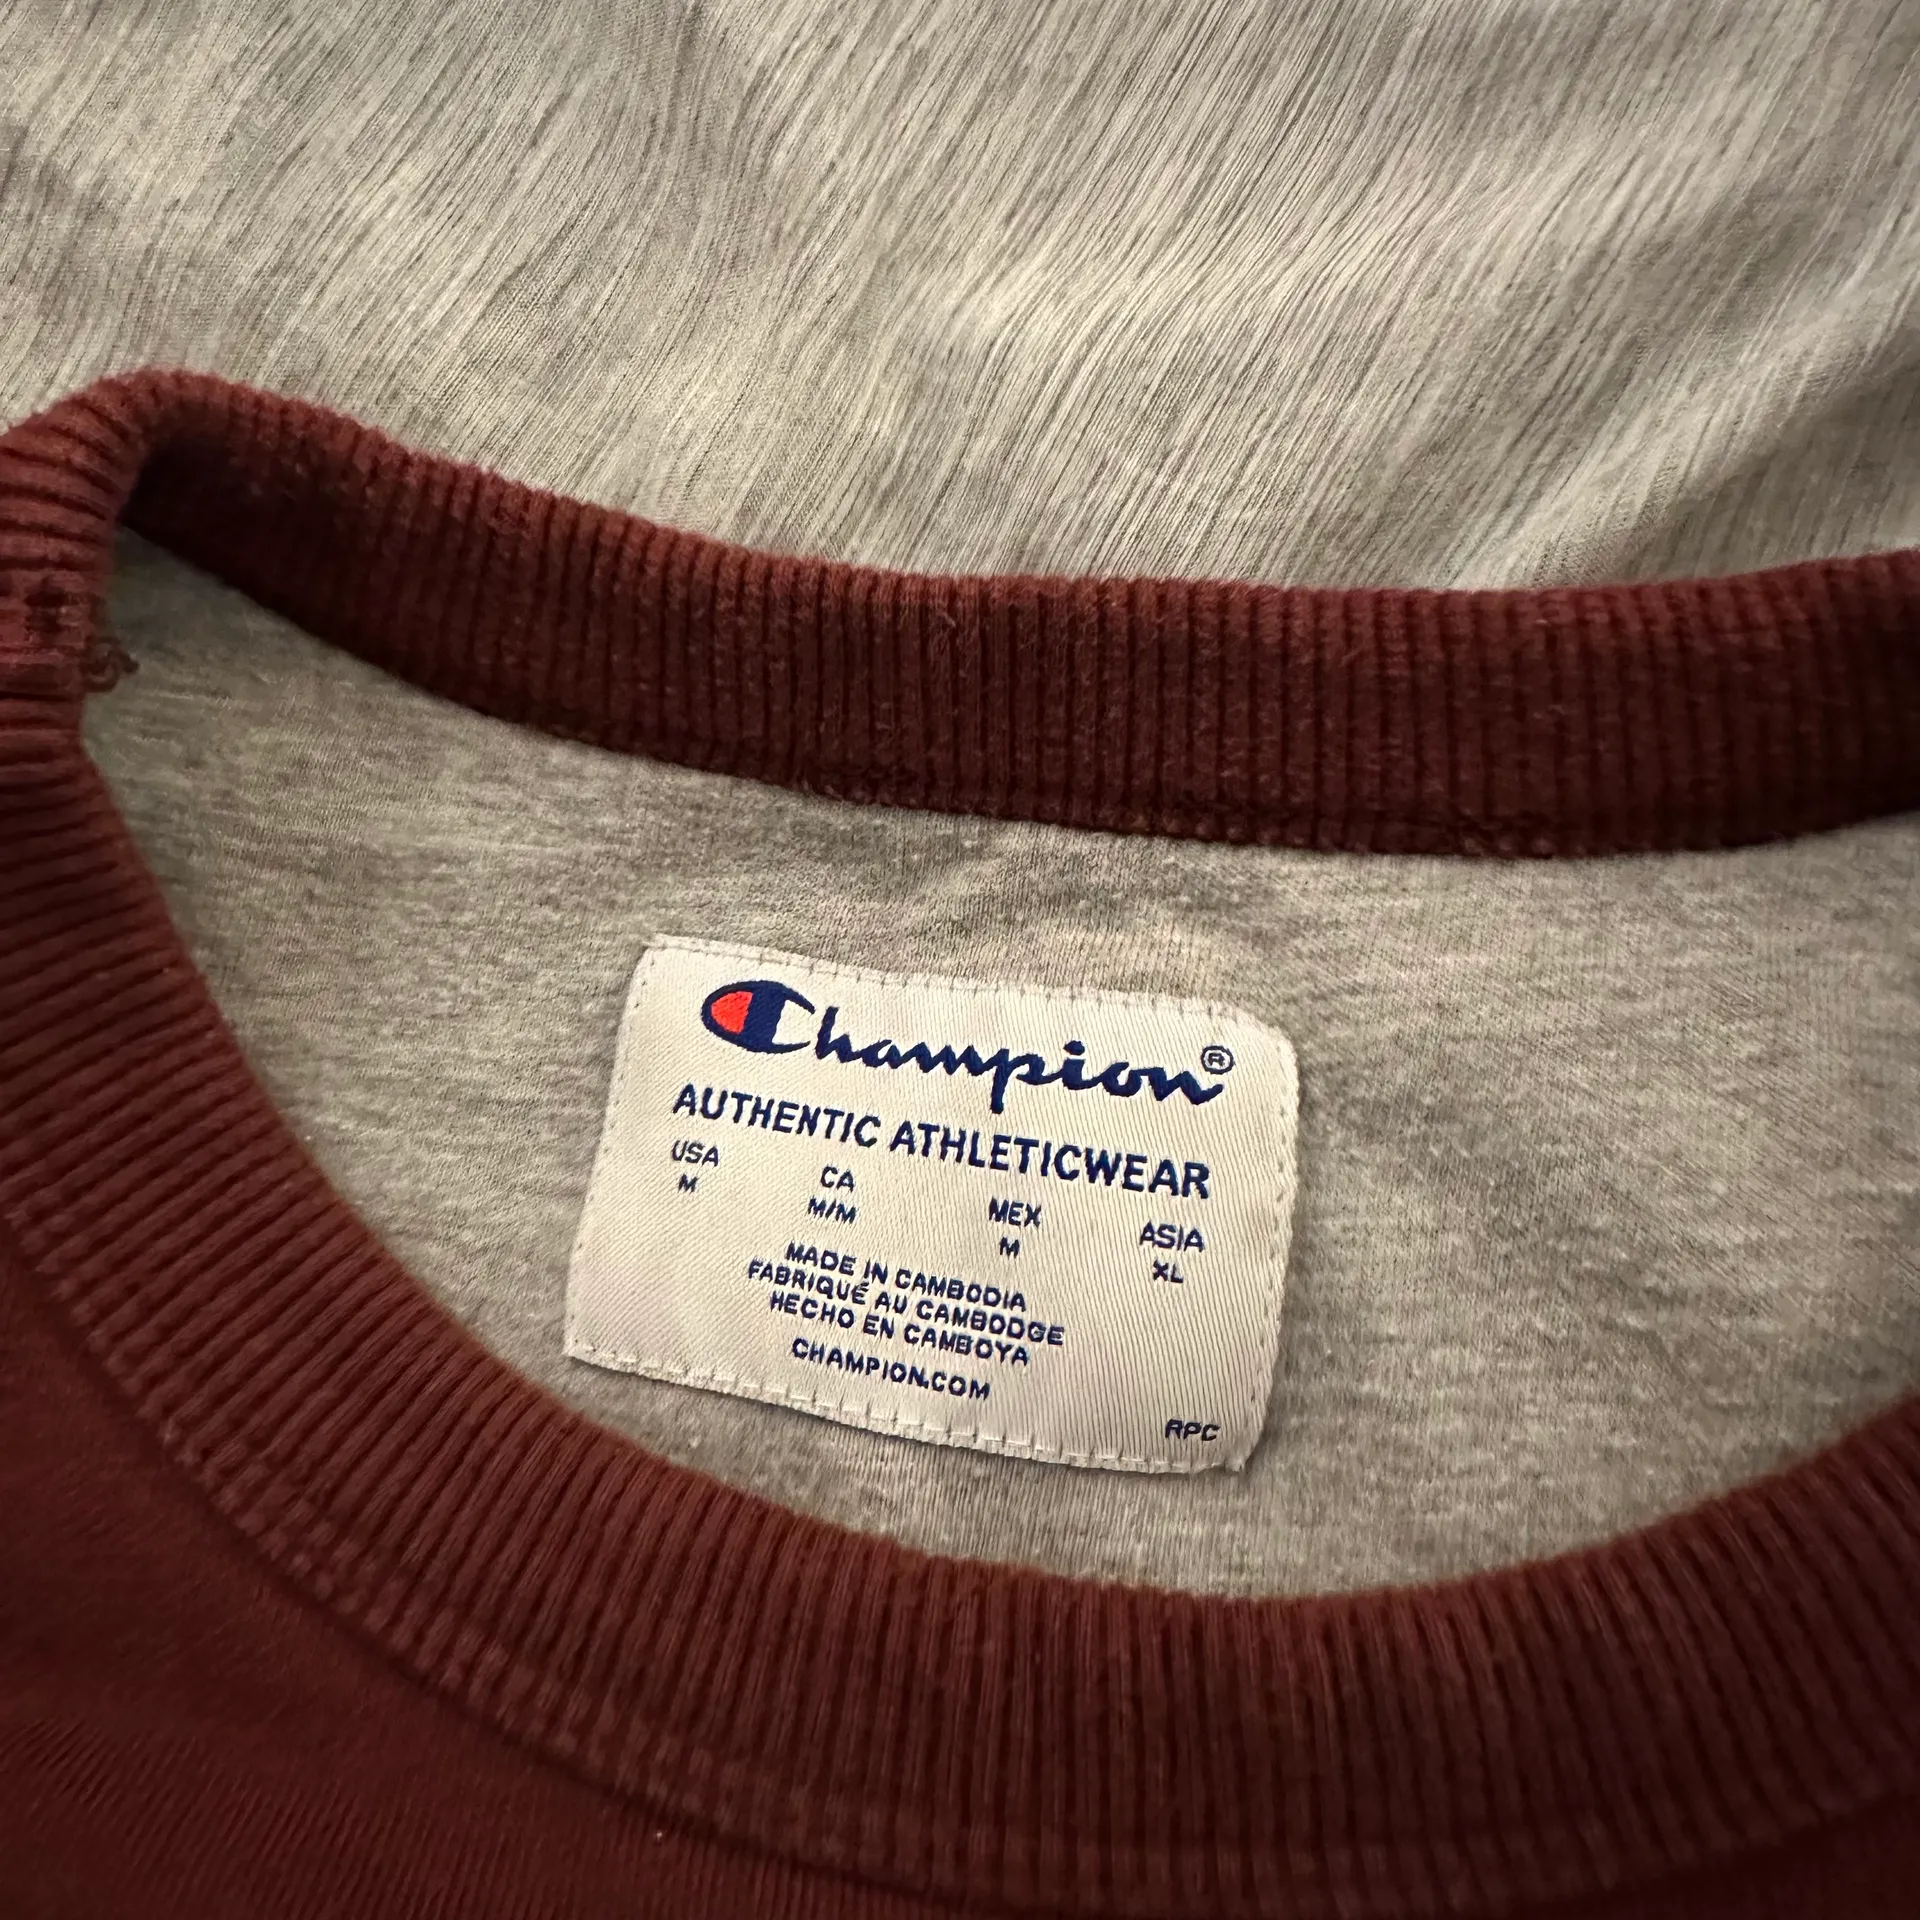 Champion®
AUTHENTIC ATHLETICWEAR
USA CA MEX ASIA
M M/M M XL
MADE IN CAMBODIA
FABRIQUÉ AU CAMBODGE
HECHO EN CAMBOYA
CHAMPION.COM
RPC